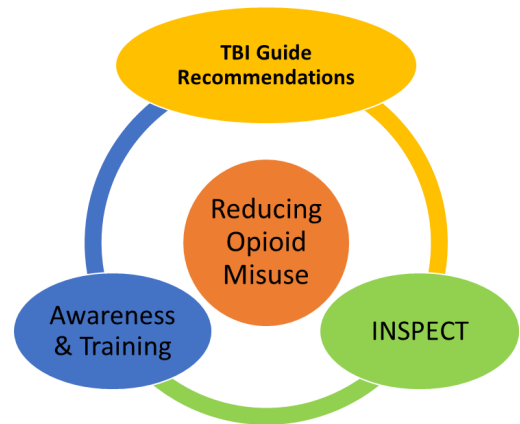 TBI Guide
Recommendations
Reducing
Opioid
Misuse
Awareness
& Training
INSPECT